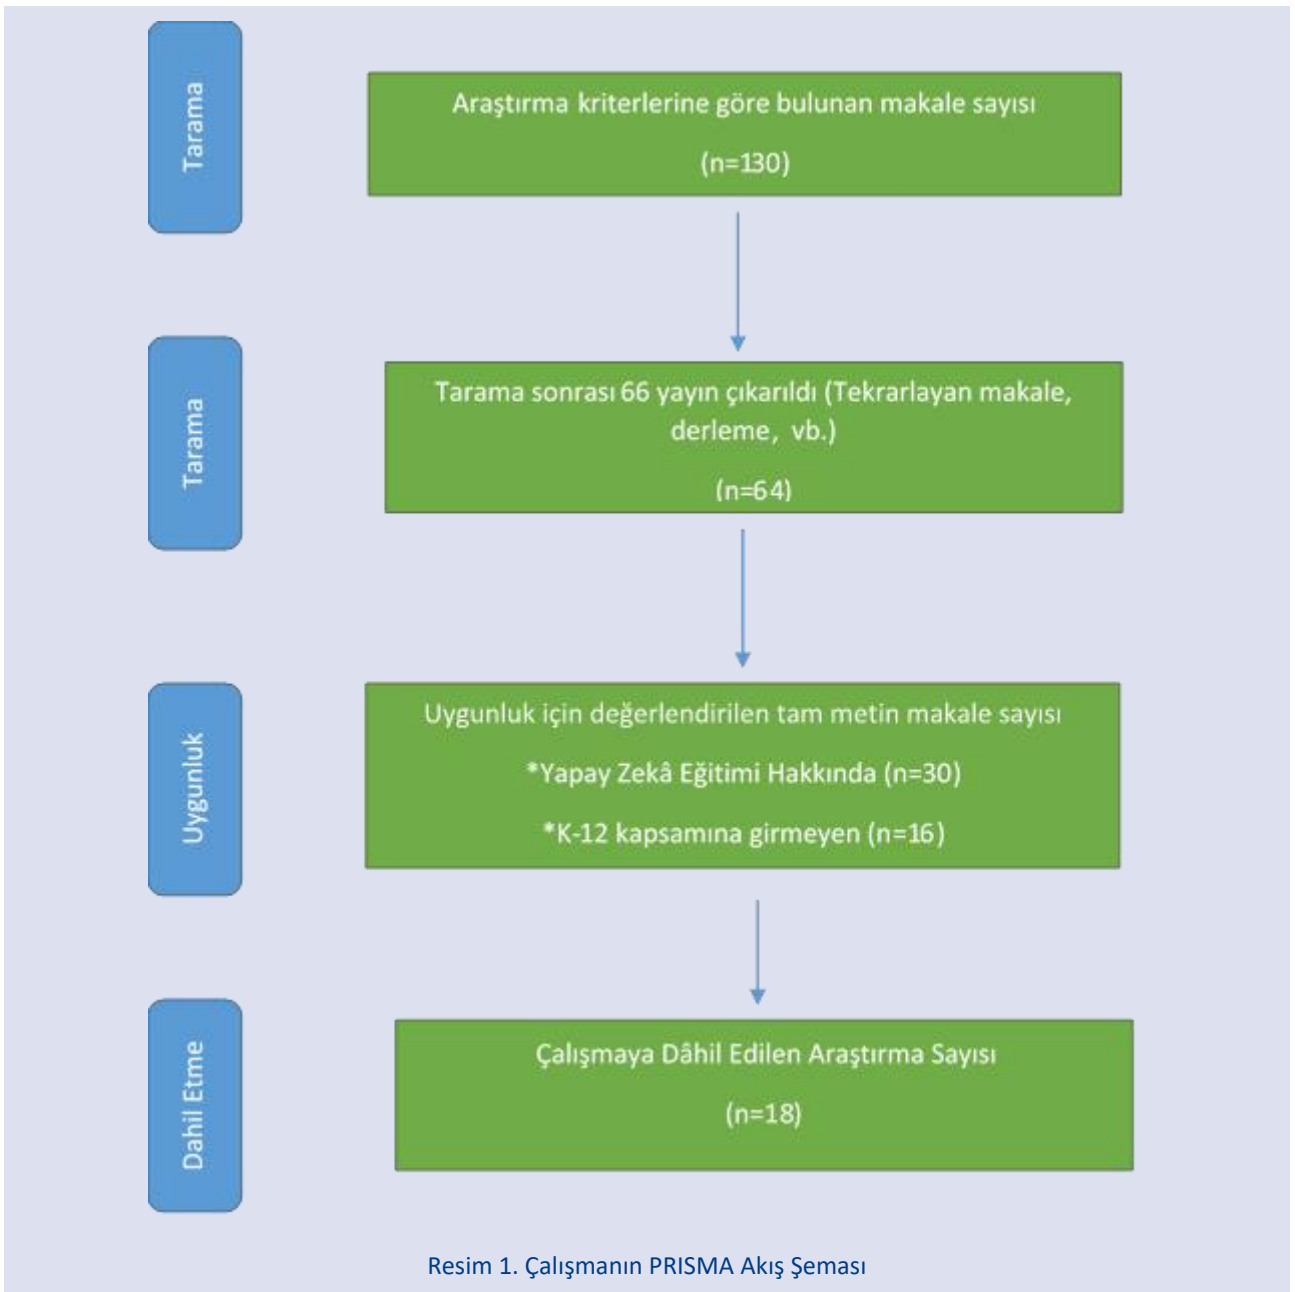 Tarama
Araştırma kriterlerine göre bulunan makale sayısı
(n=130)
Tarama
Tarama sonrası 66 yayın çıkarıldı (Tekrarlayan makale,
derleme, vb.)
(n=64)
Uygunluk
Uygunluk için değerlendirilen tam metin makale sayısı
*Yapay Zekâ Eğitimi Hakkında (n=30)
*K-12 kapsamına girmeyen (n=16)
Dahil Etme
Çalışmaya Dâhil Edilen Araştırma Sayısı
(n=18)
Resim 1. Çalışmanın PRISMA Akış Şeması